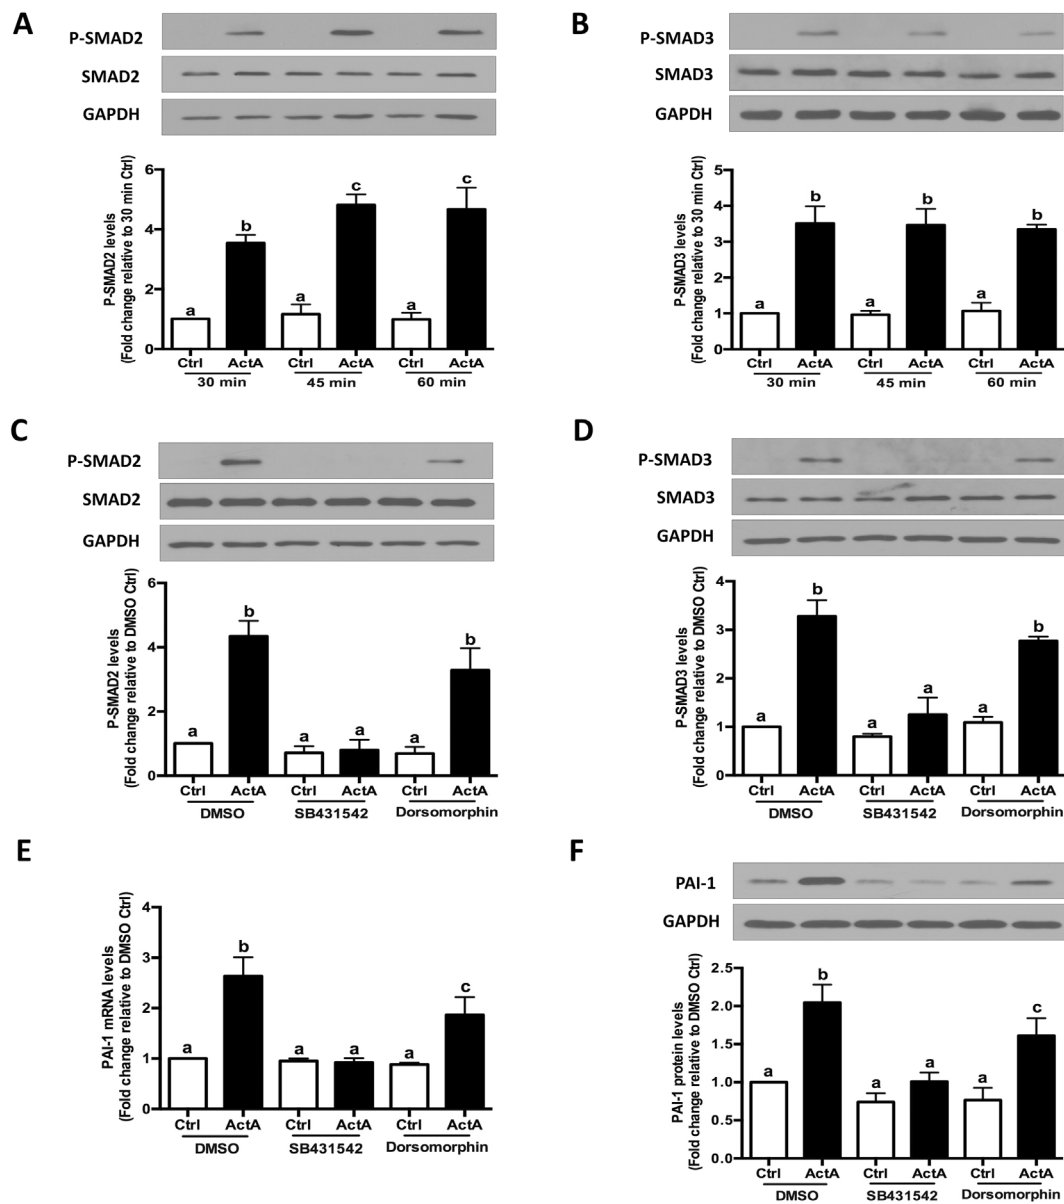 A
P-SMAD2
SMAD2
GAPDH
P-SMAD2 levels
(Fold change relative to 30 min Ctrl)
6
4
2
0
a
b
a
c
a
c
Ctrl ActA Ctrl ActA Ctrl ActA
30 min 45 min 60 min
B
P-SMAD3
SMAD3
GAPDH
P-SMAD3 levels
(Fold change relative to 30 min Ctrl)
5
4
3
2
1
0
a
b
a
b
a
b
Ctrl ActA Ctrl ActA Ctrl ActA
30 min 45 min 60 min
C
P-SMAD2
SMAD2
GAPDH
P-SMAD2 levels
(Fold change relative to DMSO Ctrl)
6
4
2
0
a
b
a
a
a
b
Ctrl ActA Ctrl ActA Ctrl ActA
DMSO SB431542 Dorsomorphin
D
P-SMAD3
SMAD3
GAPDH
P-SMAD3 levels
(Fold change relative to DMSO Ctrl)
4
3
2
1
0
a
b
a
a
a
b
Ctrl ActA Ctrl ActA Ctrl ActA
DMSO SB431542 Dorsomorphin
E
PAI-1 mRNA levels
(Fold change relative to DMSO Ctrl)
4
3
2
1
0
a
b
a
a
a
c
Ctrl ActA Ctrl ActA Ctrl ActA
DMSO SB431542 Dorsomorphin
F
PAI-1
GAPDH
PAI-1 protein levels
(Fold change relative to DMSO Ctrl)
2.5
2.0
1.5
1.0
0.5
0.0
a
b
a
a
a
c
Ctrl ActA Ctrl ActA Ctrl ActA
DMSO SB431542 Dorsomorphin